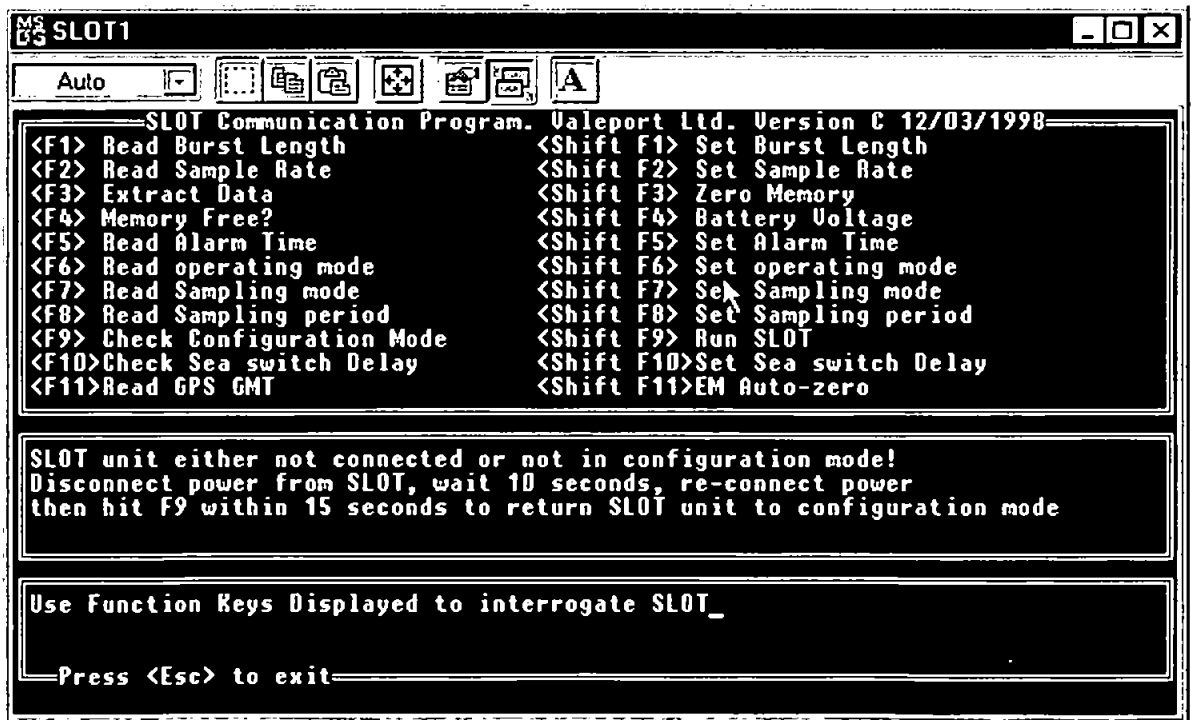 MS DOS SLOT1
Auto
A
SLOT Communication Program. Valeport Ltd. Version C 12/03/1998
<F1> Read Burst Length <Shift F1> Set Burst Length
<F2> Read Sample Rate <Shift F2> Set Sample Rate
<F3> Extract Data <Shift F3> Zero Memory
<F4> Memory Free? <Shift F4> Battery Voltage
<F5> Read Alarm Time <Shift F5> Set Alarm Time
<F6> Read operating mode <Shift F6> Set operating mode
<F7> Read Sampling mode <Shift F7> Set Sampling mode
<F8> Read Sampling period <Shift F8> Set Sampling period
<F9> Check Configuration Mode <Shift F9> Run SLOT
<F10>Check Sea switch Delay <Shift F10>Set Sea switch Delay
<F11>Read GPS GMT <Shift F11>EM Auto-zero
SLOT unit either not connected or not in configuration mode!
Disconnect power from SLOT, wait 10 seconds, re-connect power
then hit F9 within 15 seconds to return SLOT unit to configuration mode
Use Function Keys Displayed to interrogate SLOT_
Press <Esc> to exit